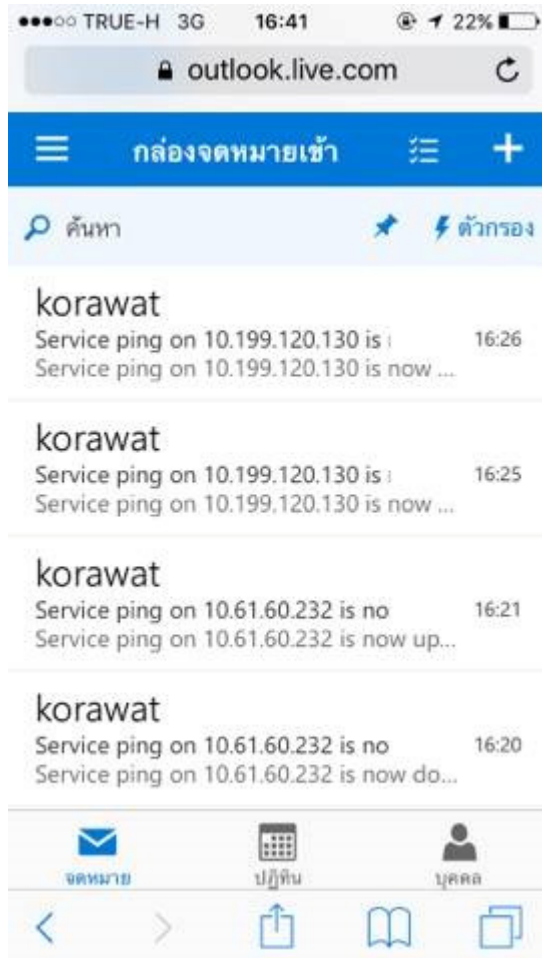 TRUE-H 3G 16:41 22%
outlook.live.com
กล่องจดหมายเข้า
ค้นหา ตัวกรอง
korawat
Service ping on 10.199.120.130 is 16:26
Service ping on 10.199.120.130 is now ...
korawat
Service ping on 10.199.120.130 is 16:25
Service ping on 10.199.120.130 is now ...
korawat
Service ping on 10.61.60.232 is no 16:21
Service ping on 10.61.60.232 is now up...
korawat
Service ping on 10.61.60.232 is no 16:20
Service ping on 10.61.60.232 is now do...
จดหมาย ปฏิทิน บุคคล